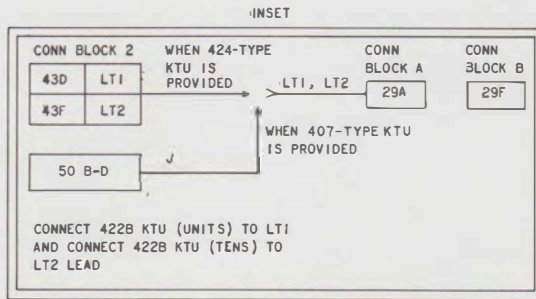 INSET
CONN BLOCK 2
WHEN 424-TYPE
KTU IS
PROVIDED
CONN
BLOCK A
CONN
BLOCK B
43D LT1
43F LT2
LT1, LT2
29A
29F
WHEN 407-TYPE KTU
IS PROVIDED
50 B-D
J
CONNECT 422B KTU (UNITS) TO LT1
AND CONNECT 422B KTU (TENS) TO
LT2 LEAD